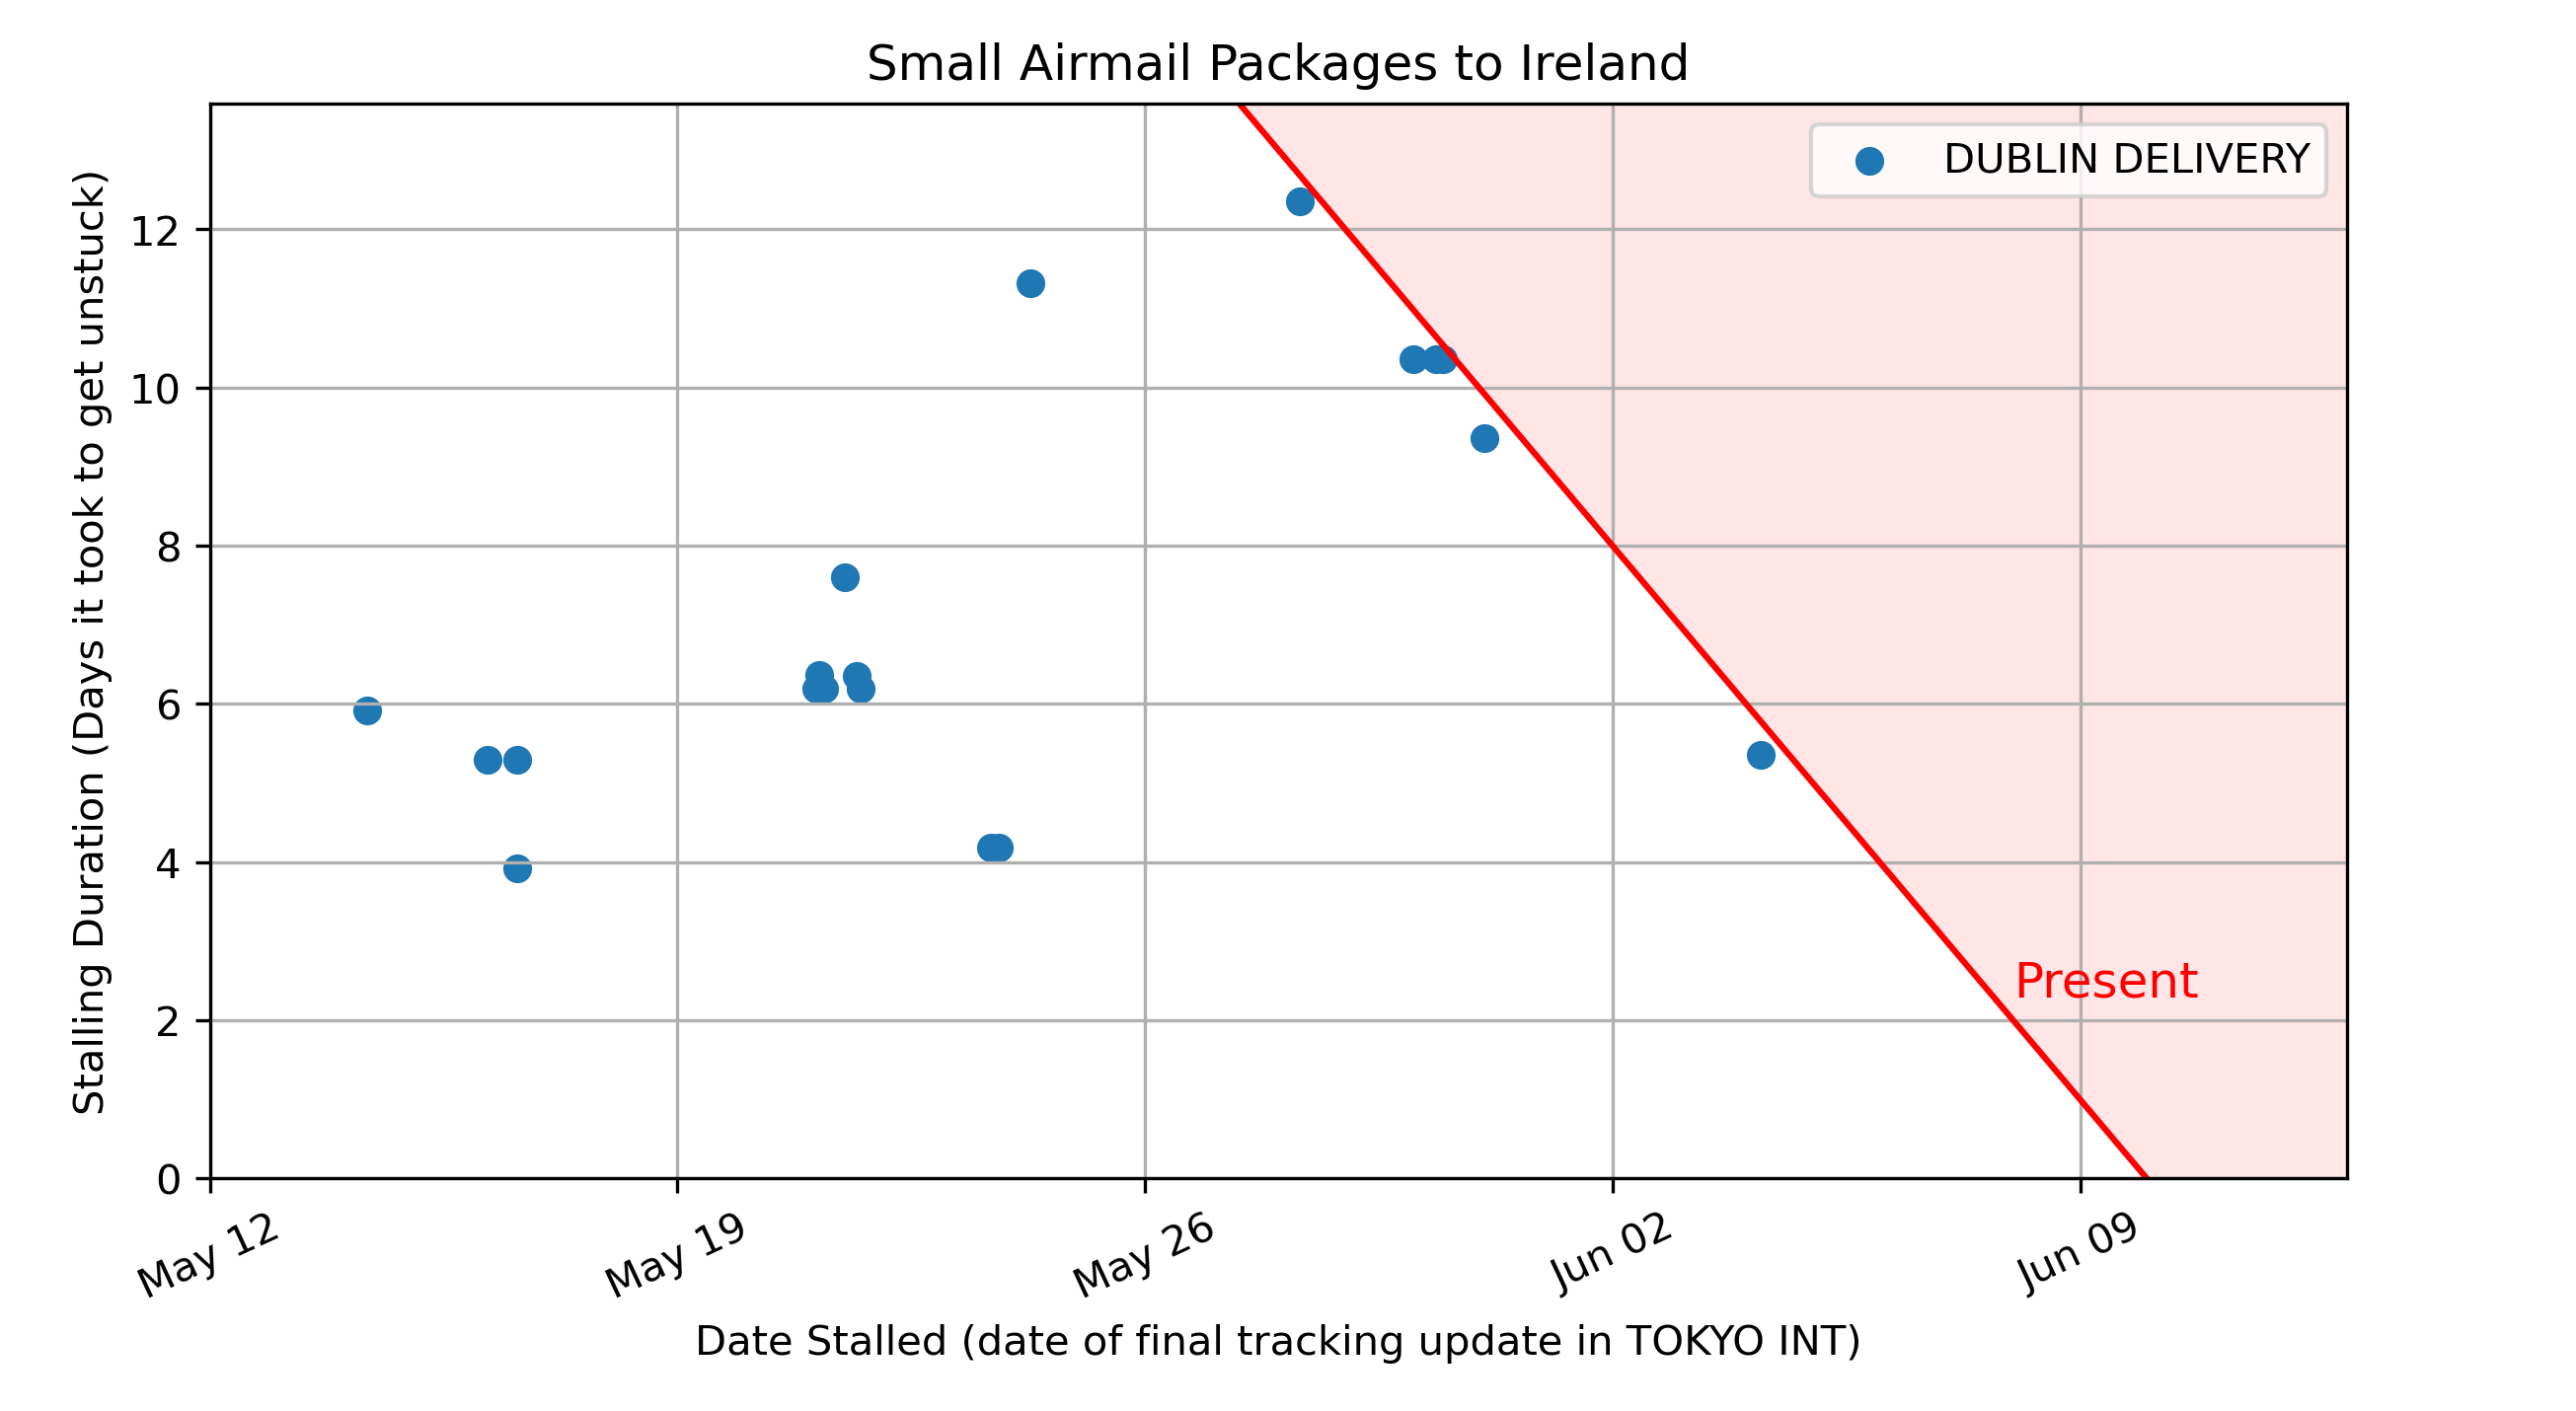 Small Airmail Packages to Ireland
DUBLIN DELIVERY
Stalling Duration (Days it took to get unstuck)
12
10
8
6
4
2
0
Present
May 12
May 19
May 26
Jun 02
Jun 09
Date Stalled (date of final tracking update in TOKYO INT)